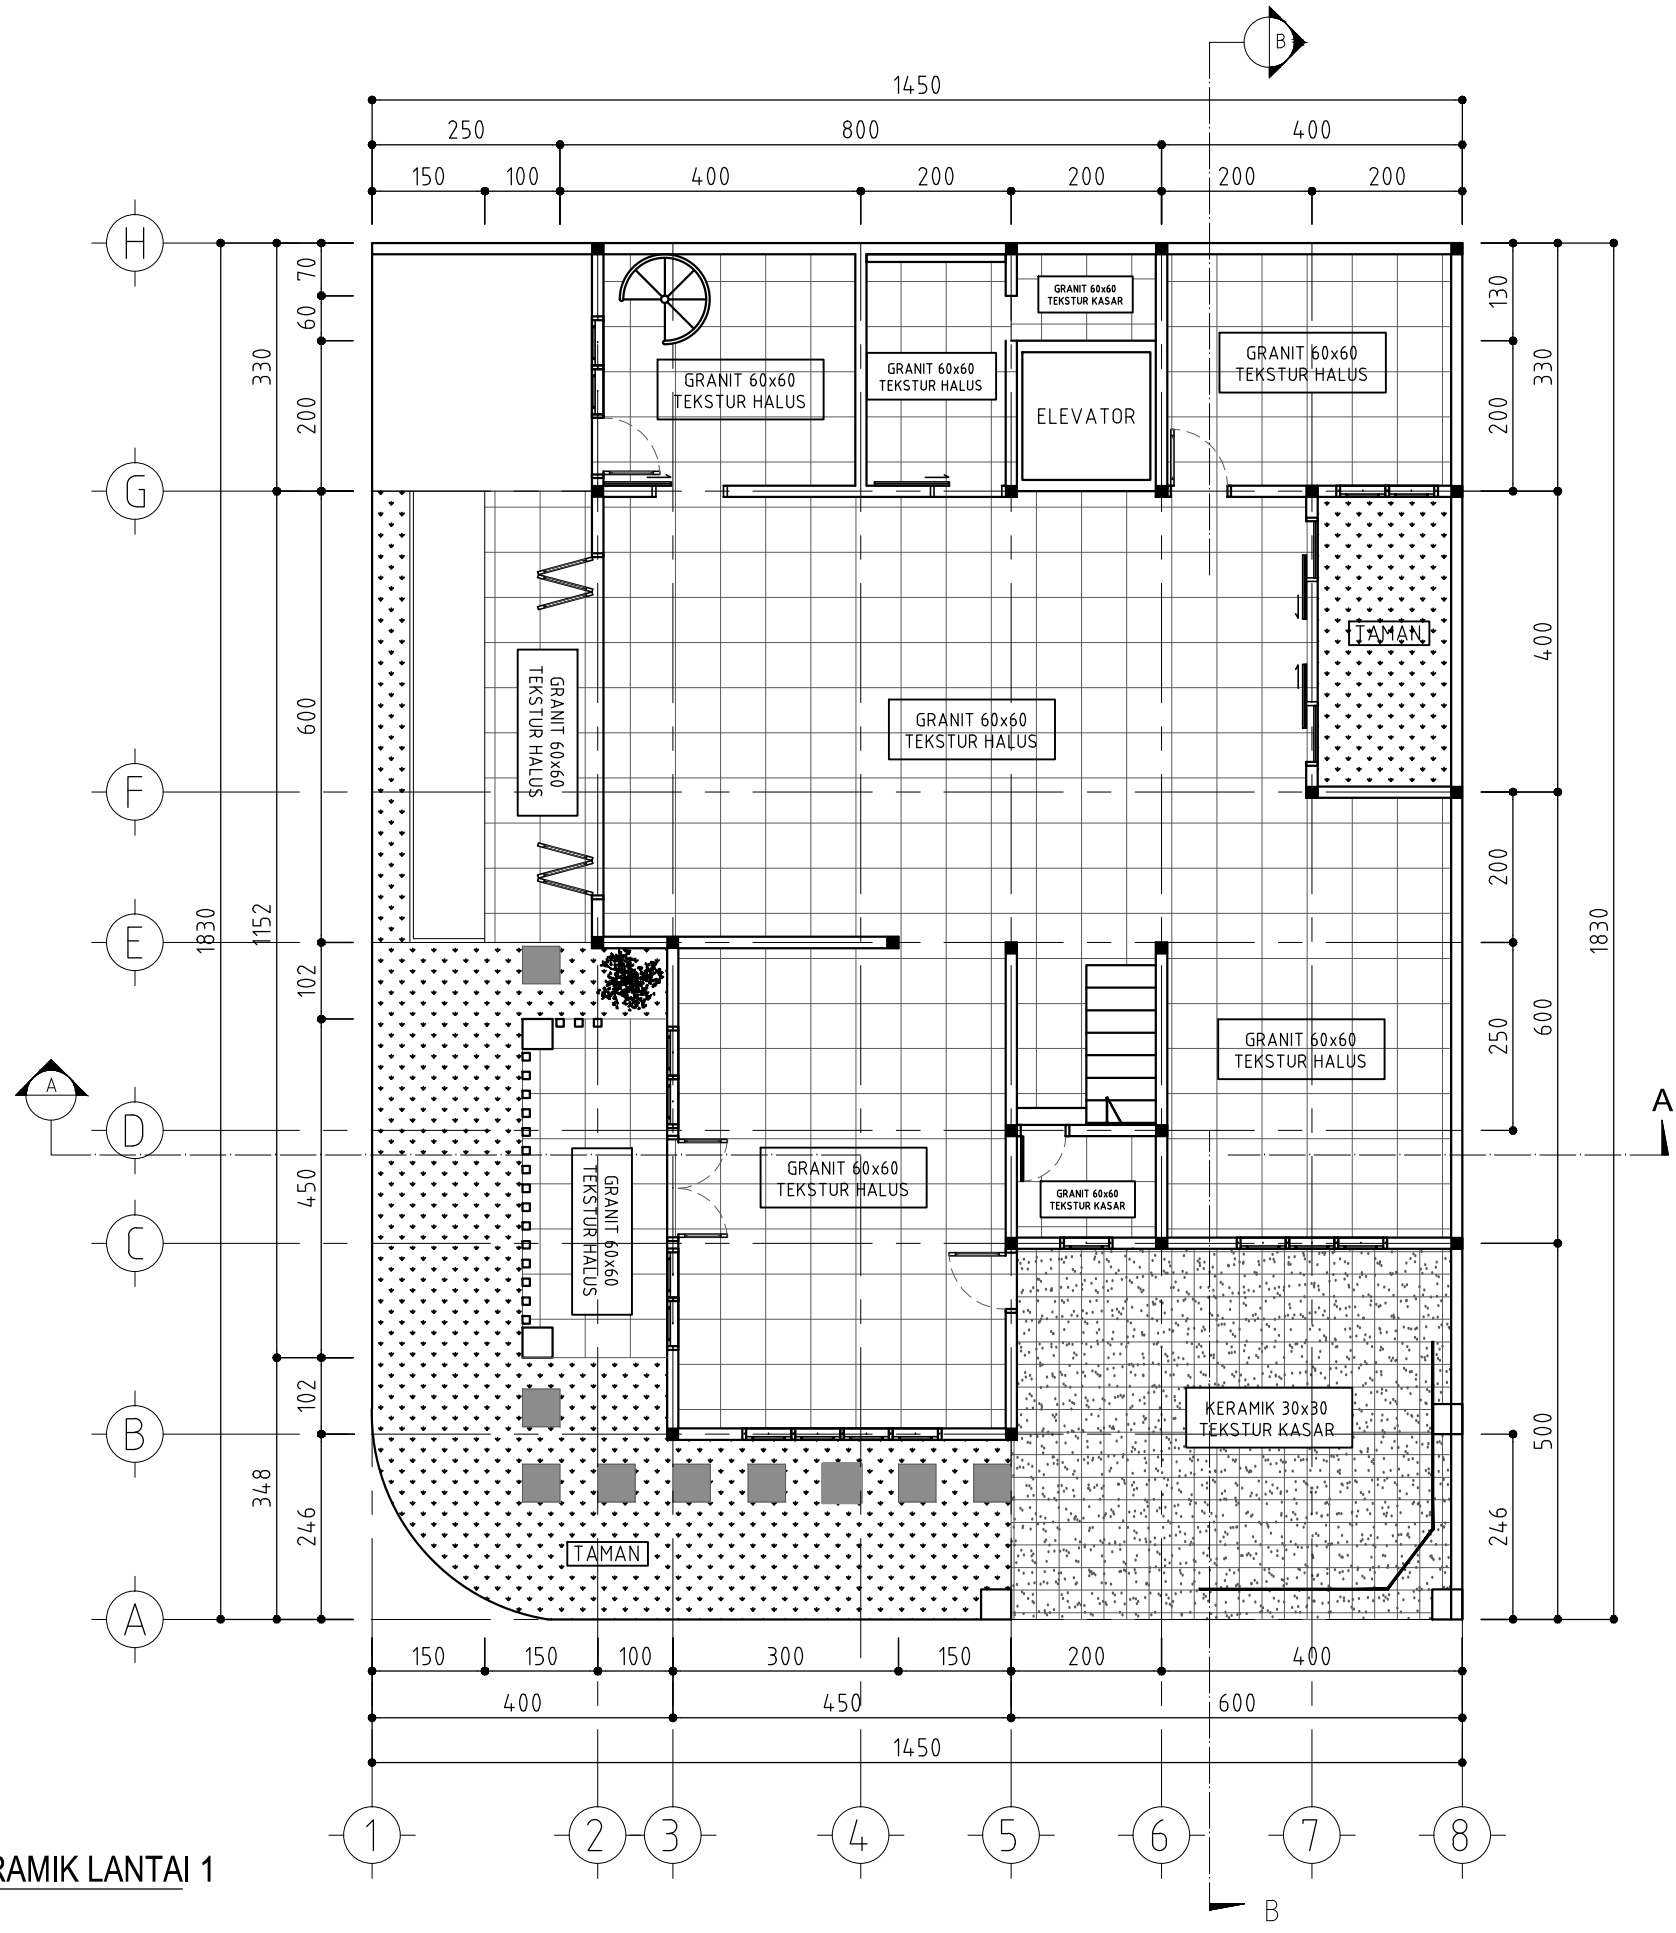 B
1450
250 800 400
150 100 400 200 200 200 200
H
70
60
330
200
130
330
200
GRANIT 60x60
TEKSTUR KASAR
GRANIT 60x60
TEKSTUR HALUS
GRANIT 60x60
TEKSTUR HALUS
GRANIT 60x60
TEKSTUR HALUS
ELEVATOR
G
TAMAN
400
600
GRANIT 60x60
TEKSTUR HALUS
GRANIT 60x60
TEKSTUR HALUS
F
200
1830
1152
1830
E
102
600
250
GRANIT 60x60
TEKSTUR HALUS
A
A
D
450
GRANIT 60x60
TEKSTUR HALUS
GRANIT 60x60
TEKSTUR HALUS
GRANIT 60x60
TEKSTUR KASAR
C
102
KERAMIK 30x30
TEKSTUR KASAR
B
500
348
246
246
TAMAN
A
150 150 100 300 150 200 400
400 450 600
1450
1 2 3 4 5 6 7 8
RAMIK LANTAI 1
B